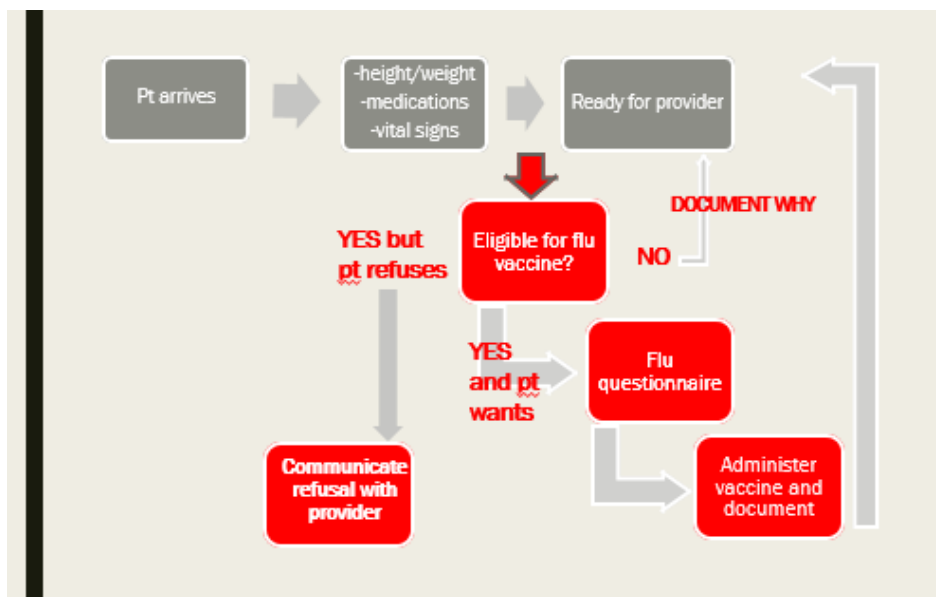 Pt arrives
-height/weight
-medications
-vital signs
Ready for provider
DOCUMENT WHY
YES but
pt refuses
Eligible for flu
vaccine?
NO
YES
and pt
wants
Flu
questionnaire
Communicate
refusal with
provider
Administer
vaccine and
document